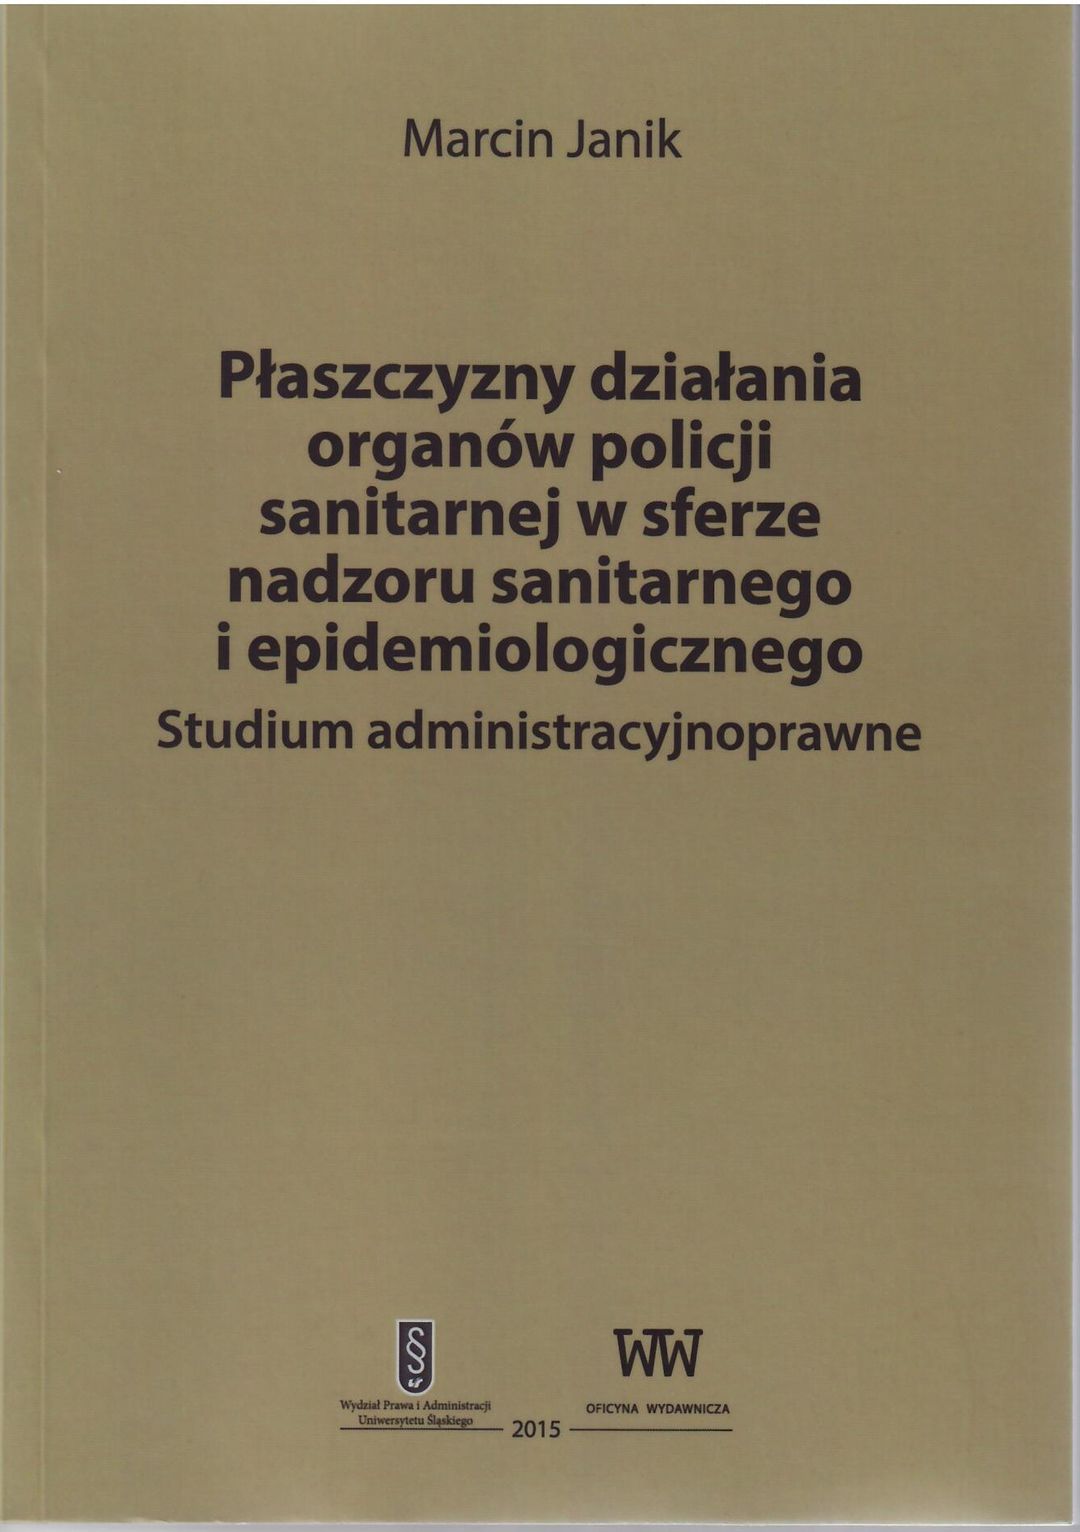 Marcin Janik
Płaszczyzny działania
organów policji
sanitarnej w sferze
nadzoru sanitarnego
i epidemiologicznego
Studium administracyjnoprawne
§
WW
Wydział Prawa i Administracji
Uniwersytetu Śląskiego
OFICYNA WYDAWNICZA
2015